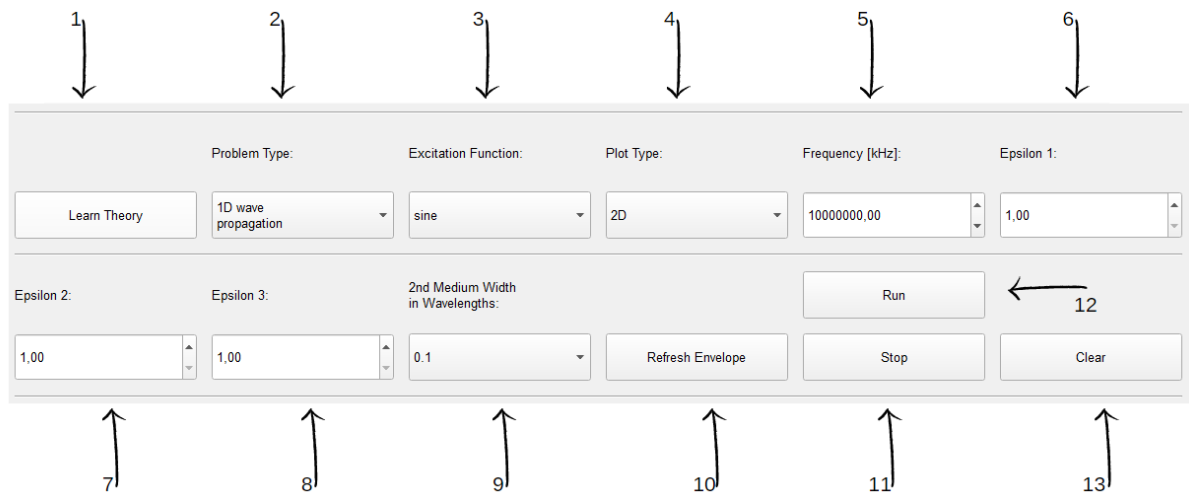 1 2 3 4 5 6
Problem Type: Excitation Function: Plot Type: Frequency [kHz]: Epsilon 1:
Learn Theory 1D wave propagation sine 2D 10000000,00 1,00
Epsilon 2: Epsilon 3: 2nd Medium Width in Wavelengths: Run
12
1,00 1,00 0.1 Refresh Envelope Stop Clear
7 8 9 10 11 13